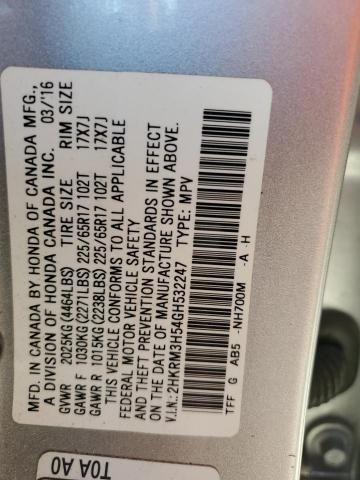 MFD. IN CANADA BY HONDA OF CANADA MFG.,
A DIVISION OF HONDA CANADA INC. 03/'16
GVWR 2025KG(4464LBS) TIRE SIZE RIM SIZE
GAWR F 1030KG(2271LBS)225/65R17 102T 17X7J
GAWR R 1015KG(2238LBS)225/65R17 102T 17X7J
THIS VEHICLE CONFORMS TO ALL APPLICABLE
FEDERAL MOTOR VEHICLE SAFETY
AND THEFT PREVENTION STANDARDS IN EFFECT
ON THE DATE OF MANUFACTURE SHOWN ABOVE.
V.I.N.: 2HKRM3H54GH532247 TYPE: MPV
TFF G AB5 -NH700M -A -H
T0A A0